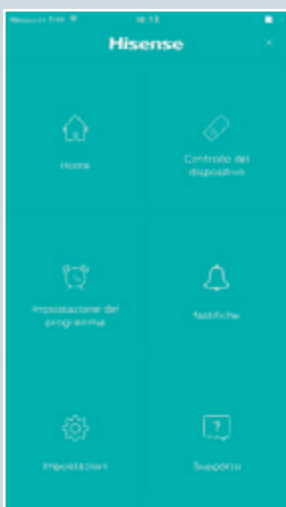 Hisense
Home
Controllo del
dispositivo
Impostazione del
programma
Notifiche
Impostazioni
Supporto